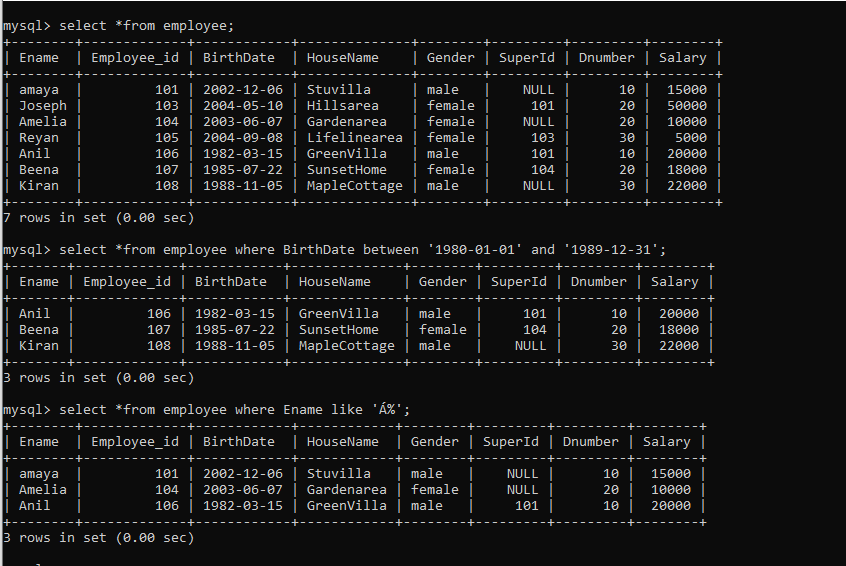 mysql> select *from employee;
+--------+-------------+------------+--------------+--------+---------+---------+--------+
| Ename  | Employee_id | BirthDate  | HouseName    | Gender | SuperId | Dnumber | Salary |
+--------+-------------+------------+--------------+--------+---------+---------+--------+
| amaya  |         101 | 2002-12-06 | Stuvilla     | male   |    NULL |      10 |  15000 |
| Joseph |         103 | 2004-05-10 | Hillsarea    | female |     101 |      20 |  50000 |
| Amelia |         104 | 2003-06-07 | Gardenarea   | female |    NULL |      20 |  10000 |
| Reyan  |         105 | 2004-09-08 | Lifelinearea | female |     103 |      30 |   5000 |
| Anil   |         106 | 1982-03-15 | GreenVilla   | male   |     101 |      10 |  20000 |
| Beena  |         107 | 1985-07-22 | SunsetHome   | female |     104 |      20 |  18000 |
| Kiran  |         108 | 1988-11-05 | MapleCottage | male   |    NULL |      30 |  22000 |
+--------+-------------+------------+--------------+--------+---------+---------+--------+
7 rows in set (0.00 sec)
mysql> select *from employee where BirthDate between '1980-01-01' and '1989-12-31';
+-------+-------------+------------+--------------+--------+---------+---------+--------+
| Ename | Employee_id | BirthDate  | HouseName    | Gender | SuperId | Dnumber | Salary |
+-------+-------------+------------+--------------+--------+---------+---------+--------+
| Anil  |         106 | 1982-03-15 | GreenVilla   | male   |     101 |      10 |  20000 |
| Beena |         107 | 1985-07-22 | SunsetHome   | female |     104 |      20 |  18000 |
| Kiran |         108 | 1988-11-05 | MapleCottage | male   |    NULL |      30 |  22000 |
+-------+-------------+------------+--------------+--------+---------+---------+--------+
3 rows in set (0.00 sec)
mysql> select *from employee where Ename like 'Á%';
+--------+-------------+------------+------------+--------+---------+---------+--------+
| Ename  | Employee_id | BirthDate  | HouseName  | Gender | SuperId | Dnumber | Salary |
+--------+-------------+------------+------------+--------+---------+---------+--------+
| amaya  |         101 | 2002-12-06 | Stuvilla   | male   |    NULL |      10 |  15000 |
| Amelia |         104 | 2003-06-07 | Gardenarea | female |    NULL |      20 |  10000 |
| Anil   |         106 | 1982-03-15 | GreenVilla | male   |     101 |      10 |  20000 |
+--------+-------------+------------+------------+--------+---------+---------+--------+
3 rows in set (0.00 sec)